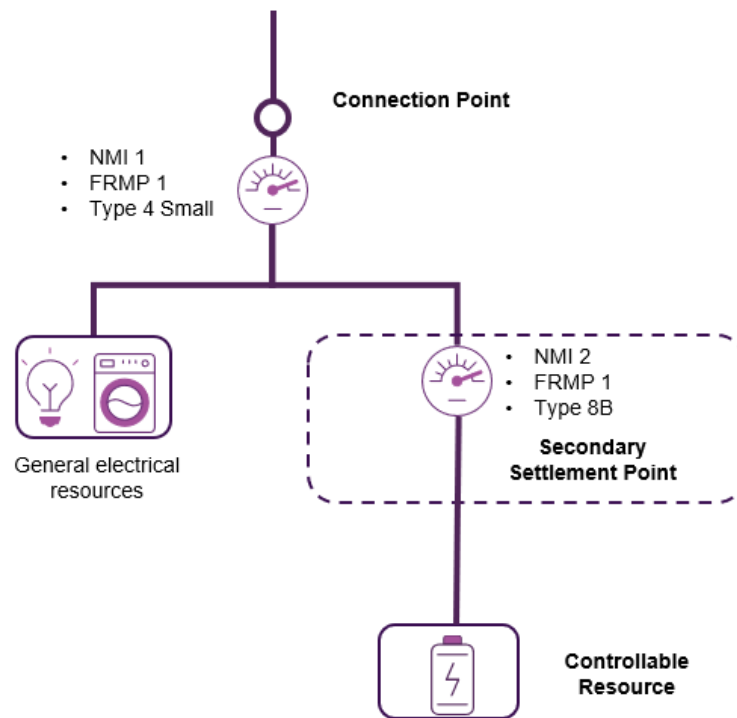 Connection Point
• NMI 1
• FRMP 1
• Type 4 Small
• NMI 2
• FRMP 1
• Type 8B
Secondary
Settlement Point
General electrical
resources
Controllable
Resource